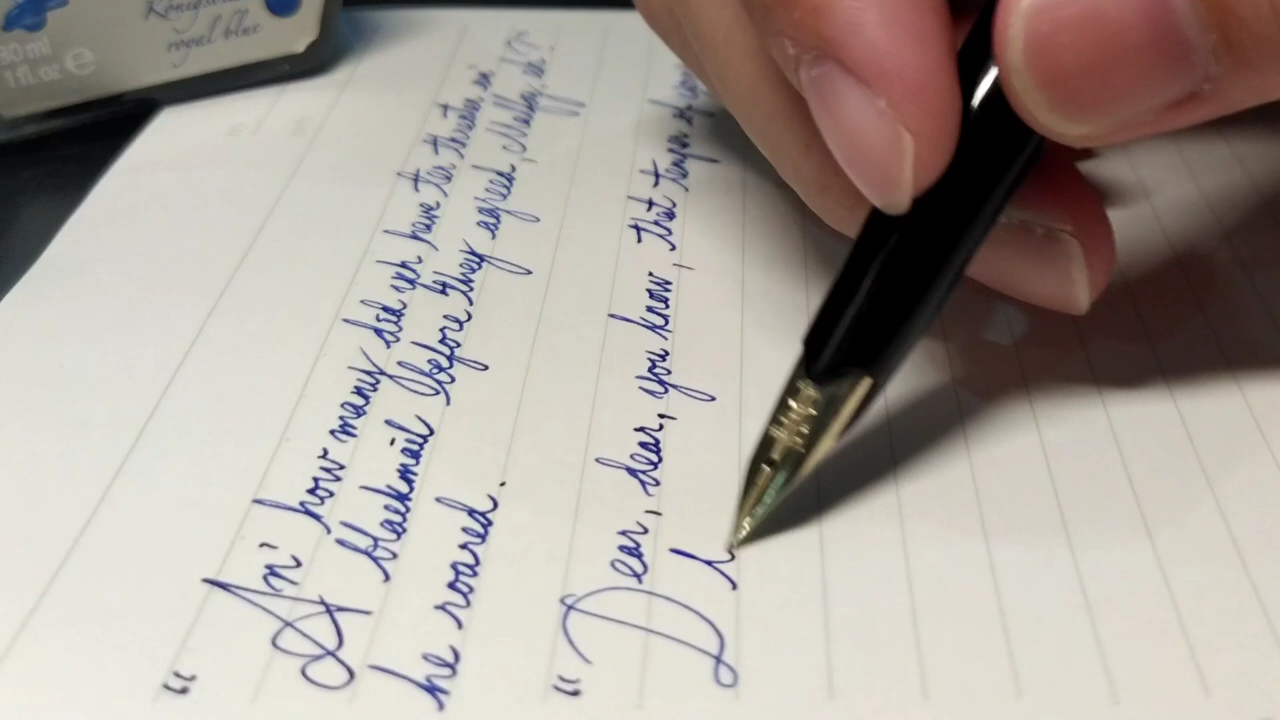 Königsblau
royal blue
30 ml
1 fl.oz ℮
“ An' how many did yeh have ter threaten an'
blackmail before they agreed, Malfoy, eh?”
he roared.
“ Dear, dear, you know, that temper of